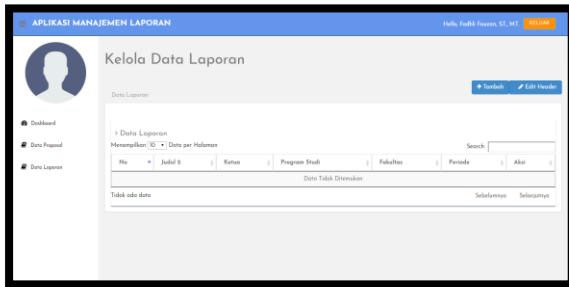 APLIKASI MANAJEMEN LAPORAN
Hello, Fadhli Fauzan, ST., MT
KELUAR
Kelola Data Laporan
+ Tambah
Edit Header
Data Laporan
Dashboard
Data Proposal
Data Laporan
> Data Laporan
Menampilkan 10 Data per Halaman
Search:
No Judul Ketua Program Studi Fakultas Periode Aksi
Data Tidak Ditemukan
Tidak ada data
Sebelumnya Selanjutnya